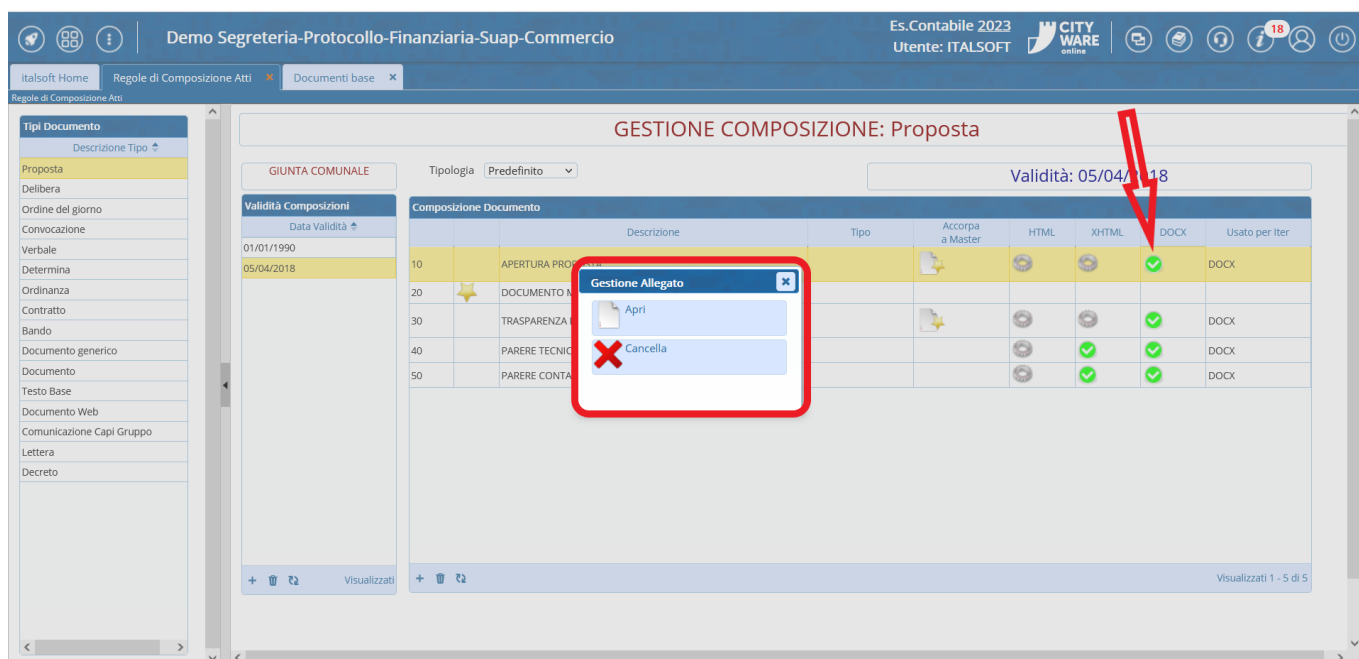 Demo Segreteria-Protocollo-Finanziaria-Suap-Commercio
Es.Contabile 2023
Utente: ITALSOFT
CITY
WARE
online
18
italsoft Home
Regole di Composizione Atti
Documenti base
Regole di Composizione Atti
Tipi Documento
Descrizione Tipo
Proposta
Delibera
Ordine del giorno
Convocazione
Verbale
Determina
Ordinanza
Contratto
Bando
Documento generico
Documento
Testo Base
Documento Web
Comunicazione Capi Gruppo
Lettera
Decreto
GESTIONE COMPOSIZIONE: Proposta
GIUNTA COMUNALE
Tipologia Predefinito
Validità: 05/04/2018
Validità Composizioni
Data Validità
01/01/1990
05/04/2018
Visualizzati
Composizione Documento
Descrizione Tipo Accorpa a Master HTML XHTML DOCX Usato per Iter
10 APERTURA PROPOSTA DOCX
20 DOCUMENTO
30 TRASPARENZA DOCX
40 PARERE DOCX
50 PARERE DOCX
Visualizzati 1 - 5 di 5
Gestione Allegato
Apri
Cancella